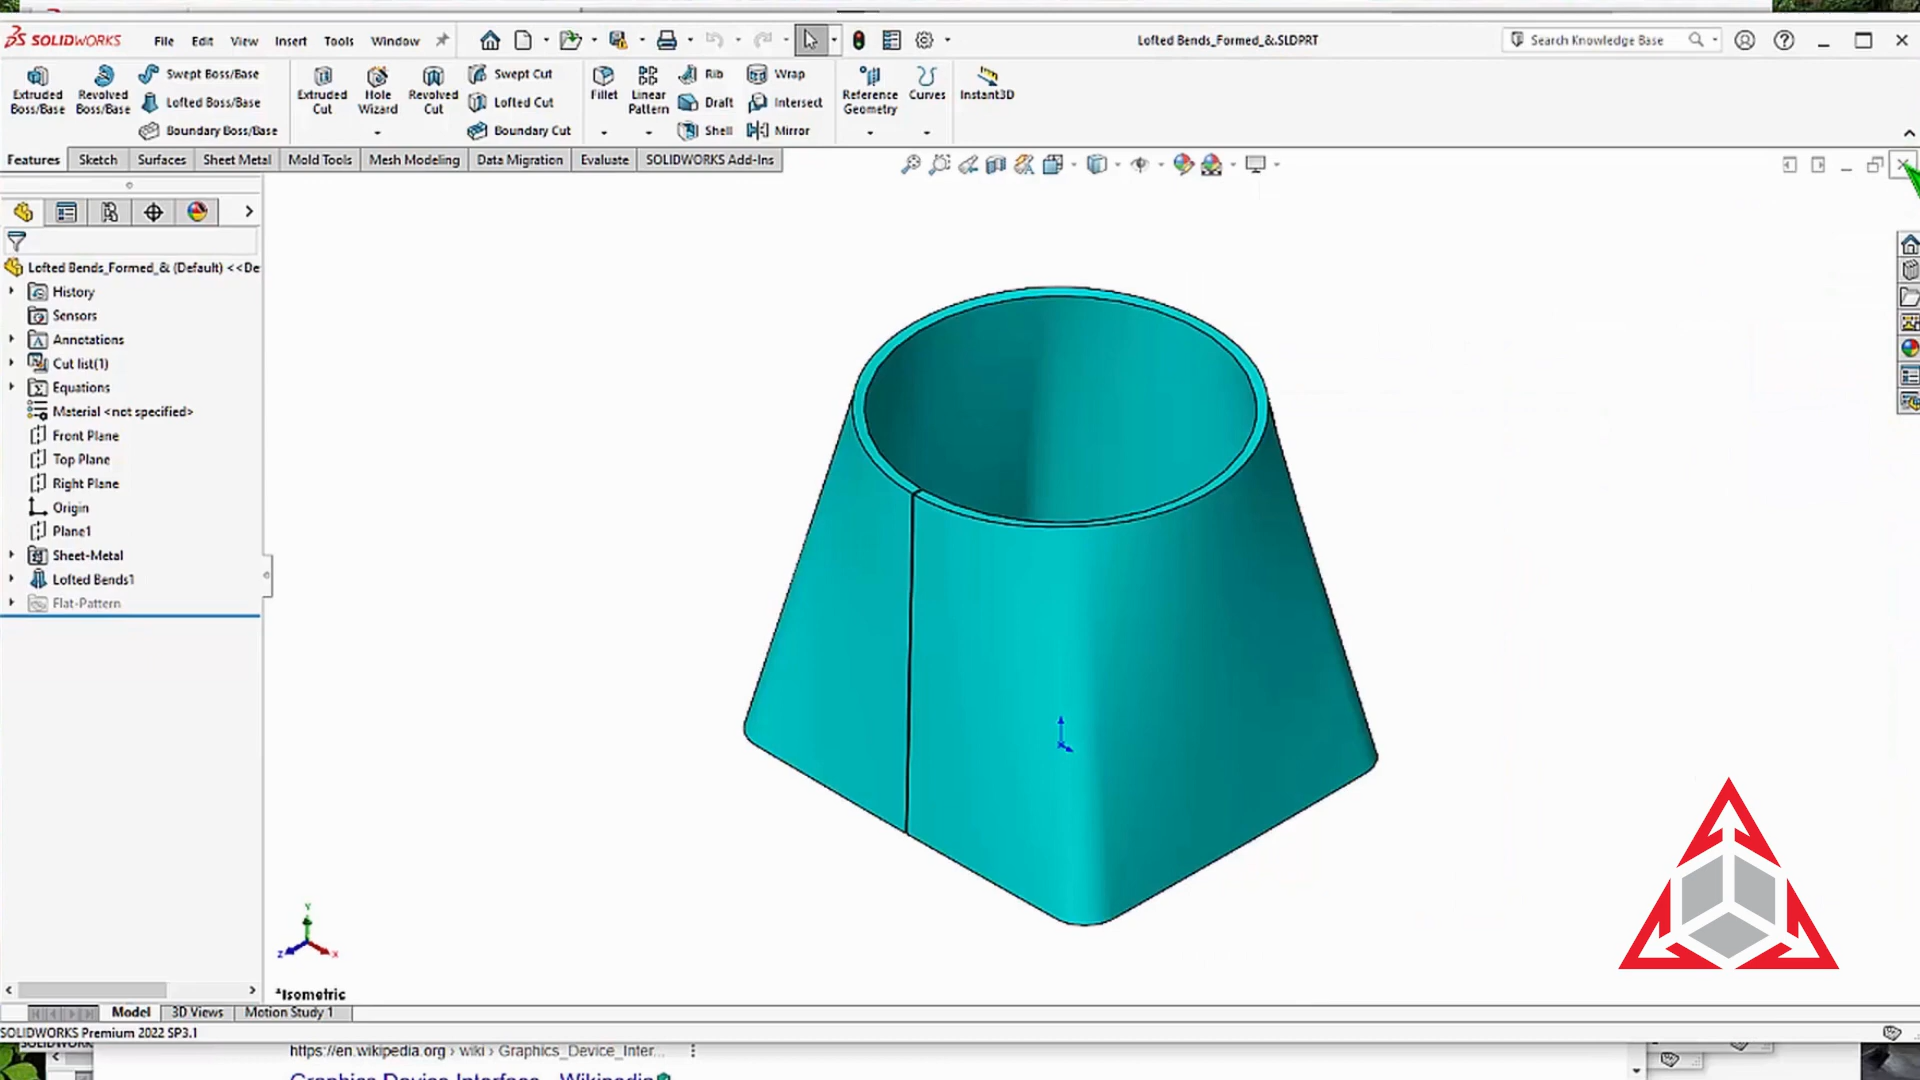 SOLIDWORKS File Edit View Insert Tools Window Lofted Bends_Formed_&.SLDPRT Search Knowledge Base
Extruded Boss/Base
Revolved Boss/Base
Swept Boss/Base
Lofted Boss/Base
Boundary Boss/Base
Extruded Cut
Hole Wizard
Revolved Cut
Swept Cut
Lofted Cut
Boundary Cut
Fillet
Linear Pattern
Rib
Draft
Shell
Wrap
Intersect
Mirror
Reference Geometry
Curves
Instant3D
Features Sketch Surfaces Sheet Metal Mold Tools Mesh Modeling Data Migration Evaluate SOLIDWORKS Add-Ins
Lofted Bends_Formed_& (Default) <<De
History
Sensors
Annotations
Cut list(1)
Equations
Material <not specified>
Front Plane
Top Plane
Right Plane
Origin
Plane1
Sheet-Metal
Lofted Bends1
Flat-Pattern
Y
Z
X
*Isometric
Model 3D Views Motion Study 1
SOLIDWORKS Premium 2022 SP3.1
SOLIDWORKS
https://en.wikipedia.org › wiki › Graphics_Device_Inter...
Graphics Device Interface - Wikipedia